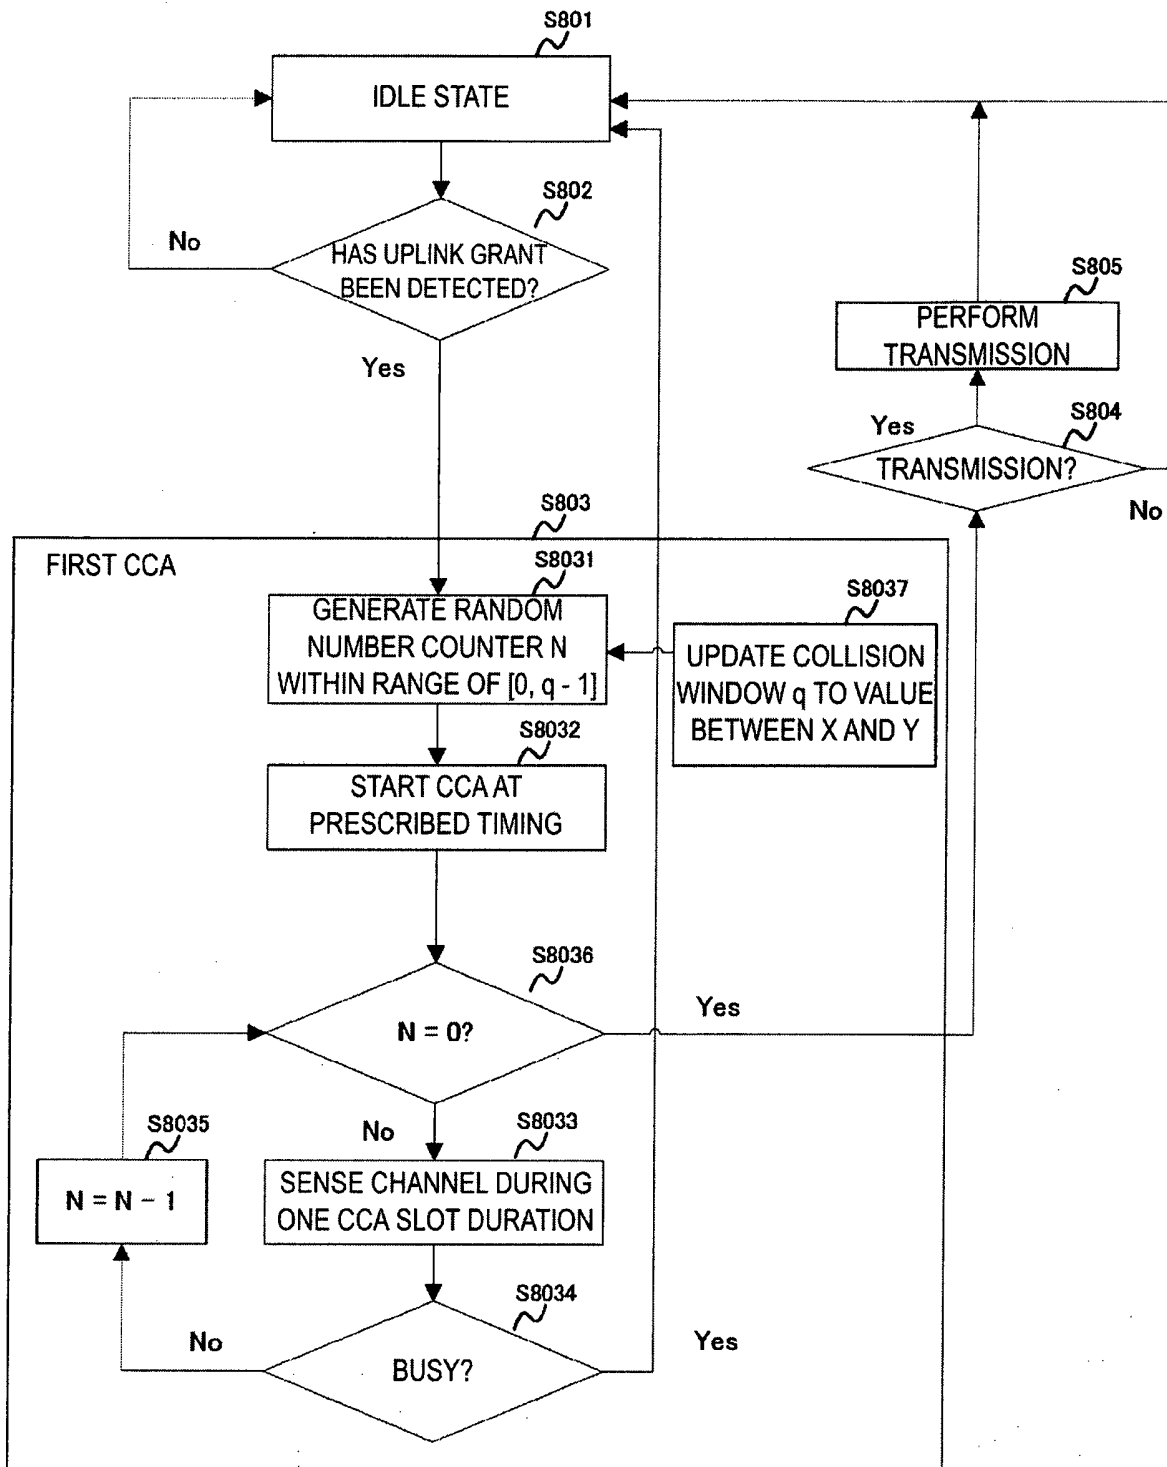 S801
IDLE STATE
S802
No
HAS UPLINK GRANT
BEEN DETECTED?
Yes
S805
PERFORM
TRANSMISSION
S804
Yes
TRANSMISSION?
No
S803
FIRST CCA
S8031
GENERATE RANDOM
NUMBER COUNTER N
WITHIN RANGE OF [0, q - 1]
S8037
UPDATE COLLISION
WINDOW q TO VALUE
BETWEEN X AND Y
S8032
START CCA AT
PRESCRIBED TIMING
S8036
N = 0?
Yes
No
S8035
N = N - 1
S8033
SENSE CHANNEL DURING
ONE CCA SLOT DURATION
S8034
No
BUSY?
Yes